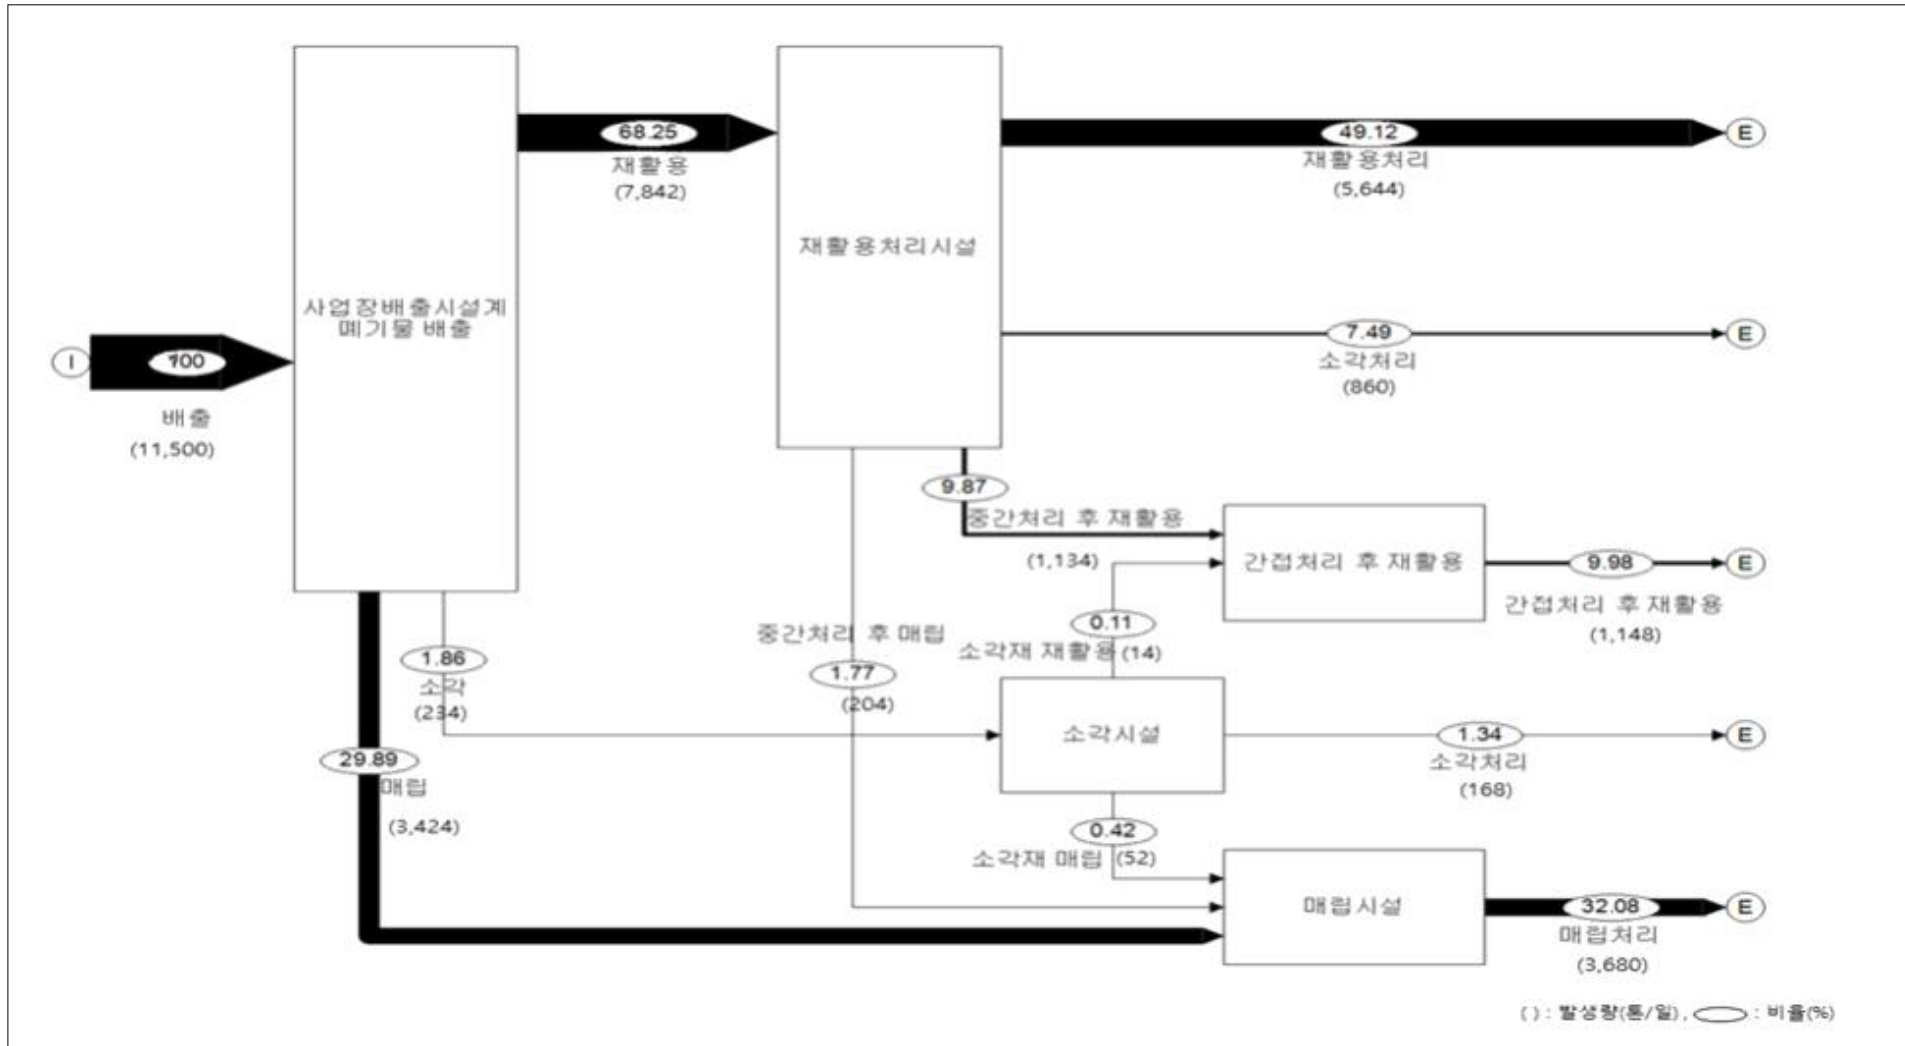 I
100
배출
(11,500)
사업장배출시설계
폐기물 배출
68.25
재활용
(7,842)
재활용처리시설
49.12
재활용처리
(5,644)
E
7.49
소각처리
(860)
E
9.87
중간처리 후 재활용
(1,134)
간접처리 후 재활용
9.98
간접처리 후 재활용
(1,148)
E
0.11
소각재 재활용 (14)
중간처리 후 매립
1.77
(204)
1.86
소각
(234)
소각시설
1.34
소각처리
(168)
E
29.89
매립
(3,424)
0.42
소각재 매립 (52)
매립시설
32.08
매립처리
(3,680)
E
( ) : 발생량(톤/일), : 비율(%)